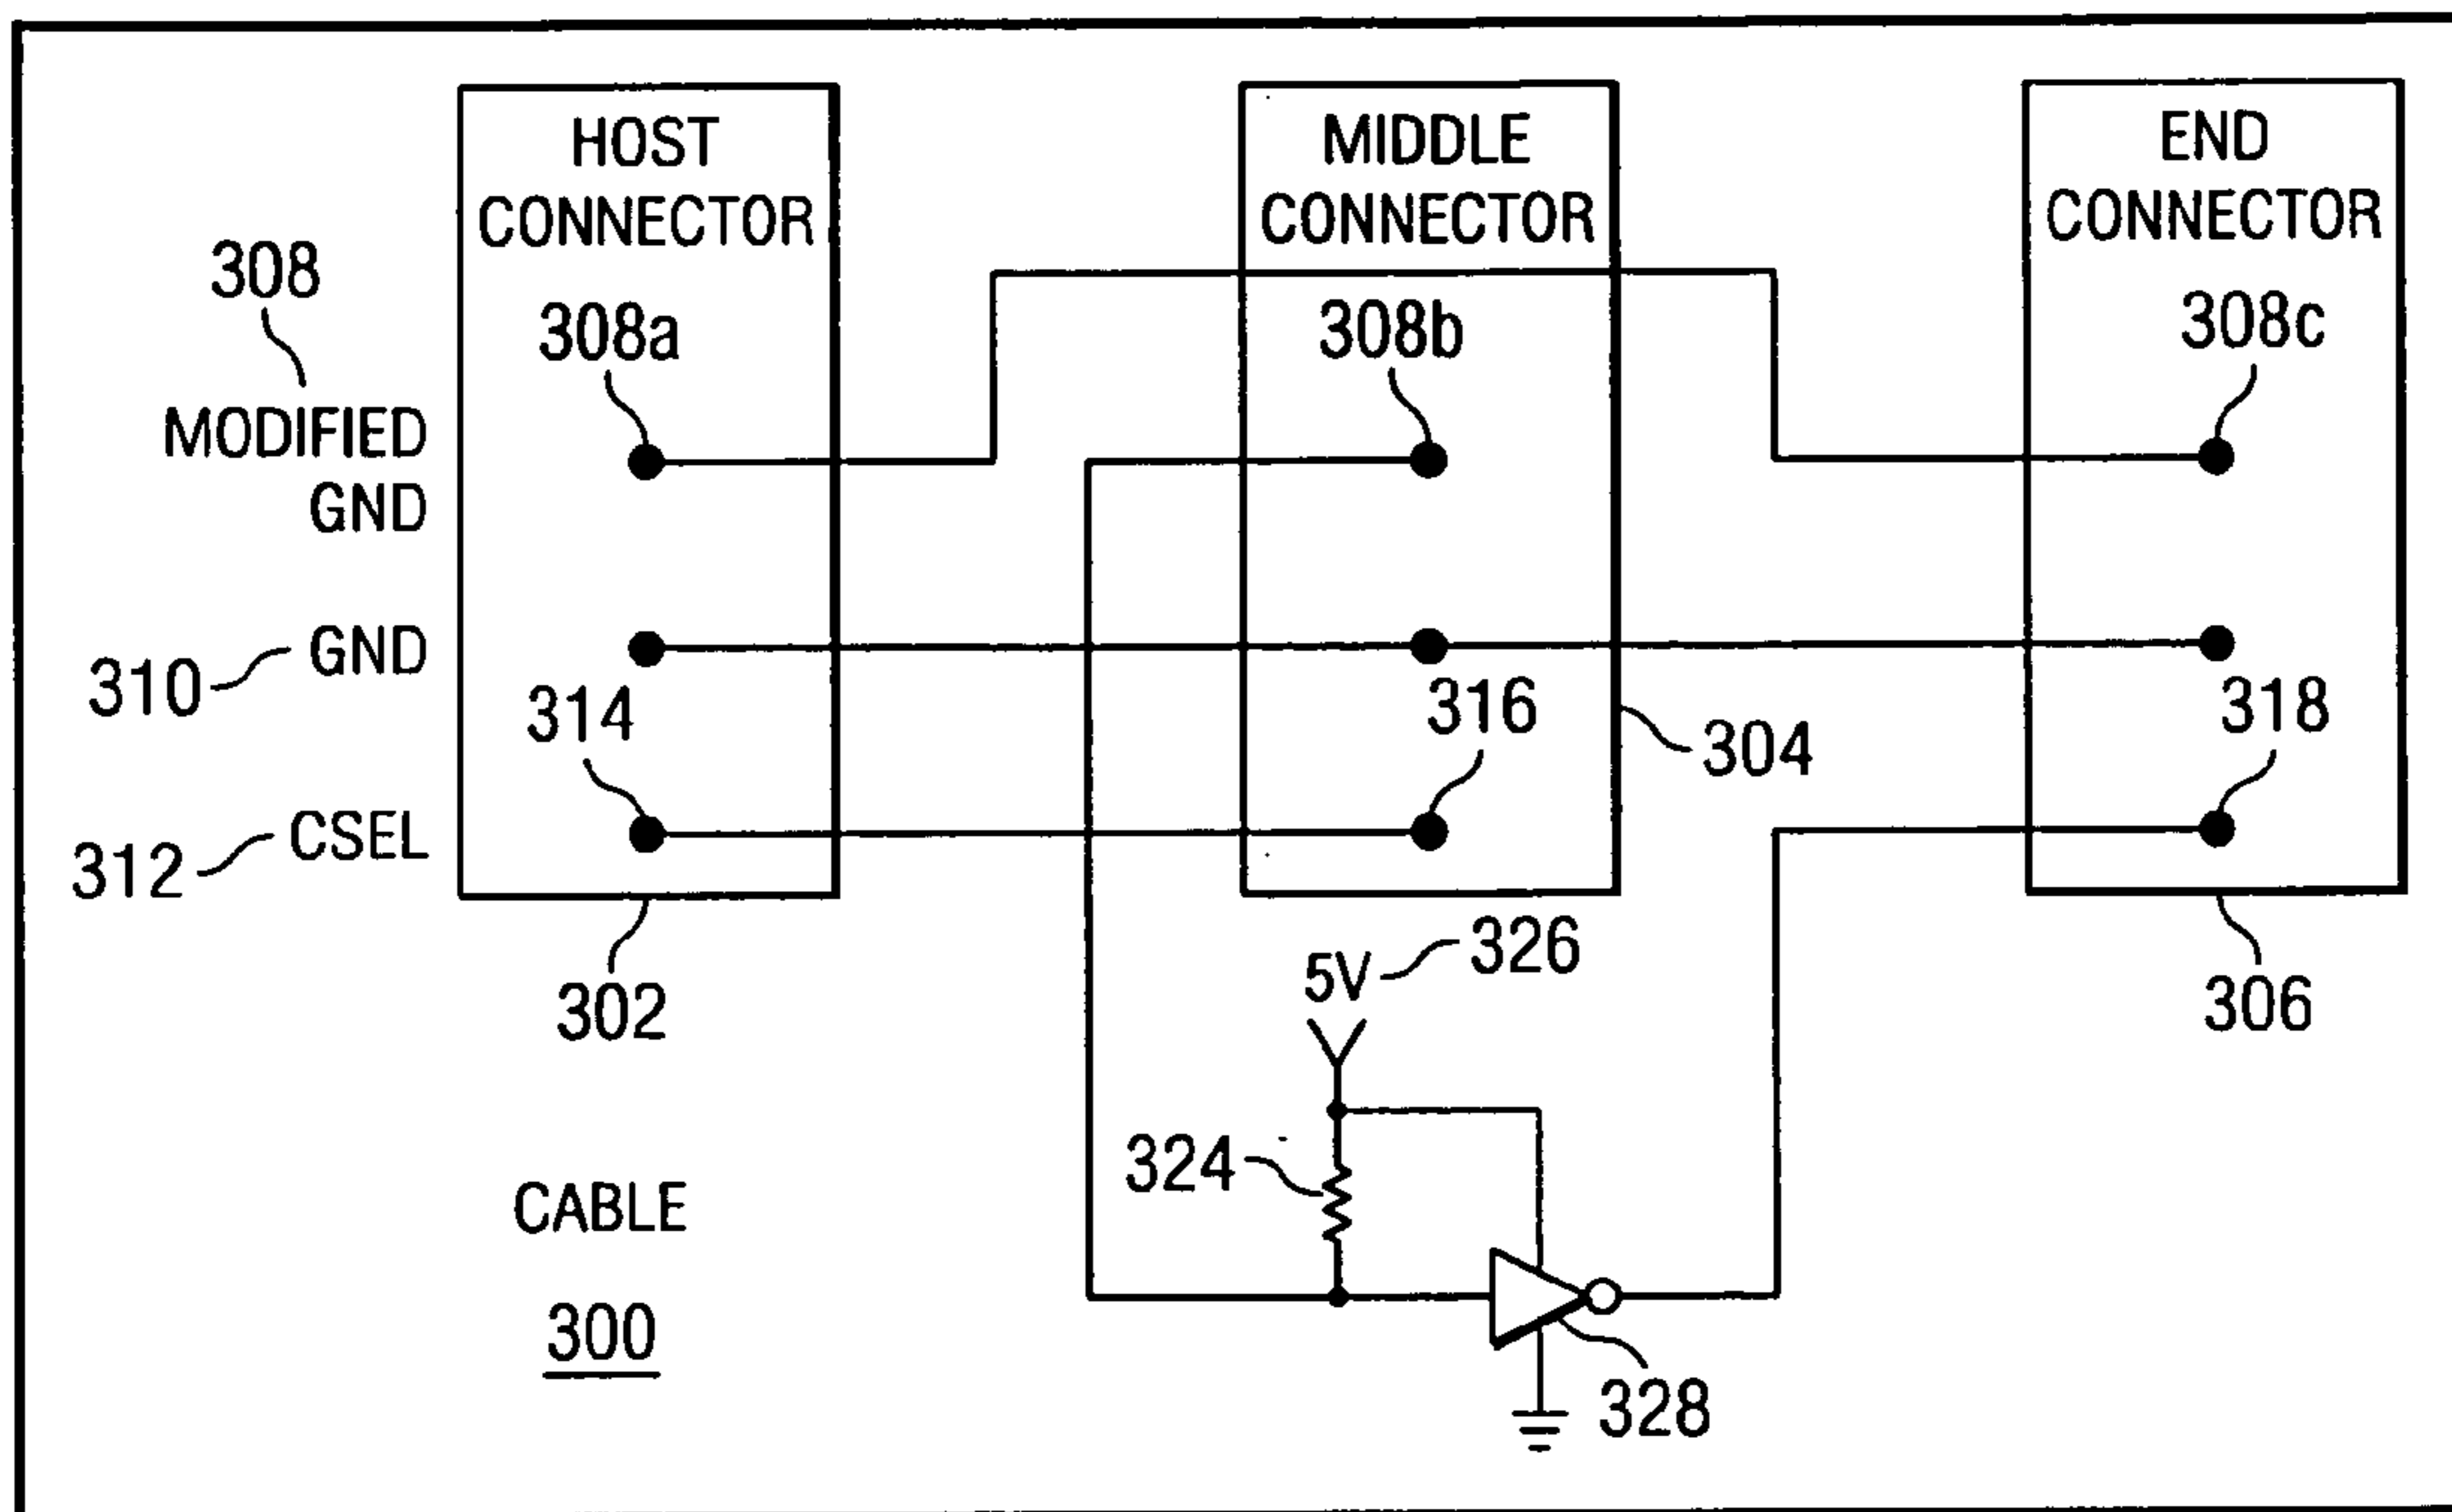 HOST
CONNECTOR
MIDDLE
CONNECTOR
END
CONNECTOR
308
308a
308b
308c
MODIFIED
GND
310
GND
314
316
304
318
312
CSEL
302
5V
326
306
324
CABLE
300
328